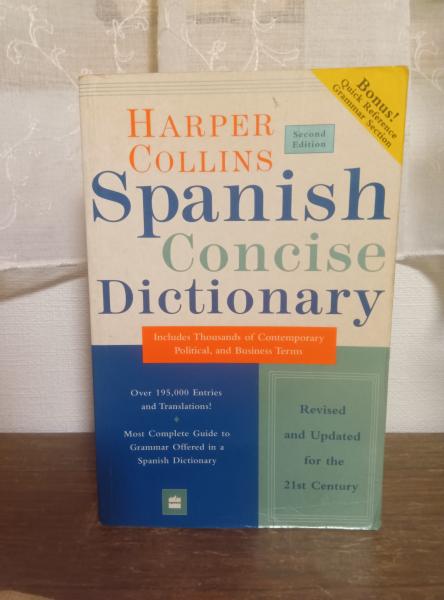 Bonus!
Quick Reference
Grammar Section
HARPER
COLLINS
Second
Edition
Spanish
Concise
Dictionary
Includes Thousands of Contemporary
Political, and Business Terms
Over 195,000 Entries
and Translations!
Most Complete Guide to
Grammar Offered in a
Spanish Dictionary
Revised
and Updated
for the
21st Century